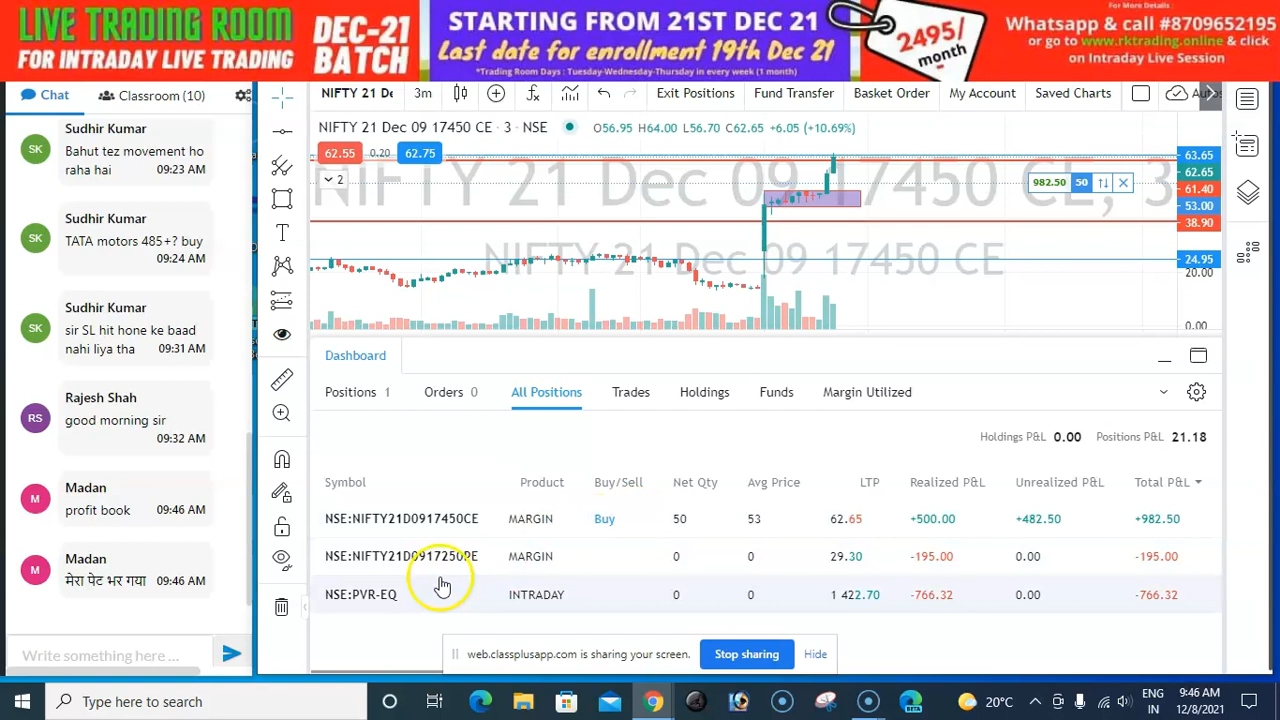 LIVE TRADING ROOM
FOR INTRADAY LIVE TRADING
DEC-21
BATCH
STARTING FROM 21ST DEC 21
Last date for enrollment 19th Dec 21
*Trading Room Days : Tuesday-Wednesday-Thursday in every week (1 month)
2495/
month
For More Details :
Whatsapp & call #8709652195
or go to www.rktrading.online & click
on Intraday Live Session
Chat
Classroom (10)
SK
Sudhir Kumar
Bahut tez movement ho
raha hai
09:23 AM
SK
Sudhir Kumar
TATA motors 485+? buy
09:24 AM
SK
Sudhir Kumar
sir SL hit hone ke baad
nahi liya tha
09:31 AM
RS
Rajesh Shah
good morning sir
09:32 AM
M
Madan
profit book
09:46 AM
M
Madan
मेरा पेट भर गया
09:46 AM
Write something here ...
NIFTY 21 De
3m
Exit Positions
Fund Transfer
Basket Order
My Account
Saved Charts
NIFTY 21 Dec 09 17450 CE • 3 • NSE
O56.95 H64.00 L56.70 C62.65 +6.05 (+10.69%)
62.55 0.20 62.75
2
NIFTY 21 Dec 09 17450 CE, 3
NIFTY 21 Dec 09 17450 CE
982.50 50
63.65
62.65
61.40
53.00
38.90
24.95
20.00
0.00
Dashboard
Positions 1
Orders 0
All Positions
Trades
Holdings
Funds
Margin Utilized
Holdings P&L 0.00 Positions P&L 21.18
Symbol Product Buy/Sell Net Qty Avg Price LTP Realized P&L Unrealized P&L Total P&L
NSE:NIFTY21D0917450CE MARGIN Buy 50 53 62.65 +500.00 +482.50 +982.50
NSE:NIFTY21D0917250PE MARGIN 0 0 29.30 -195.00 0.00 -195.00
NSE:PVR-EQ INTRADAY 0 0 1 422.70 -766.32 0.00 -766.32
web.classplusapp.com is sharing your screen.
Stop sharing
Hide
Type here to search
20°C
ENG
IN
9:46 AM
12/8/2021